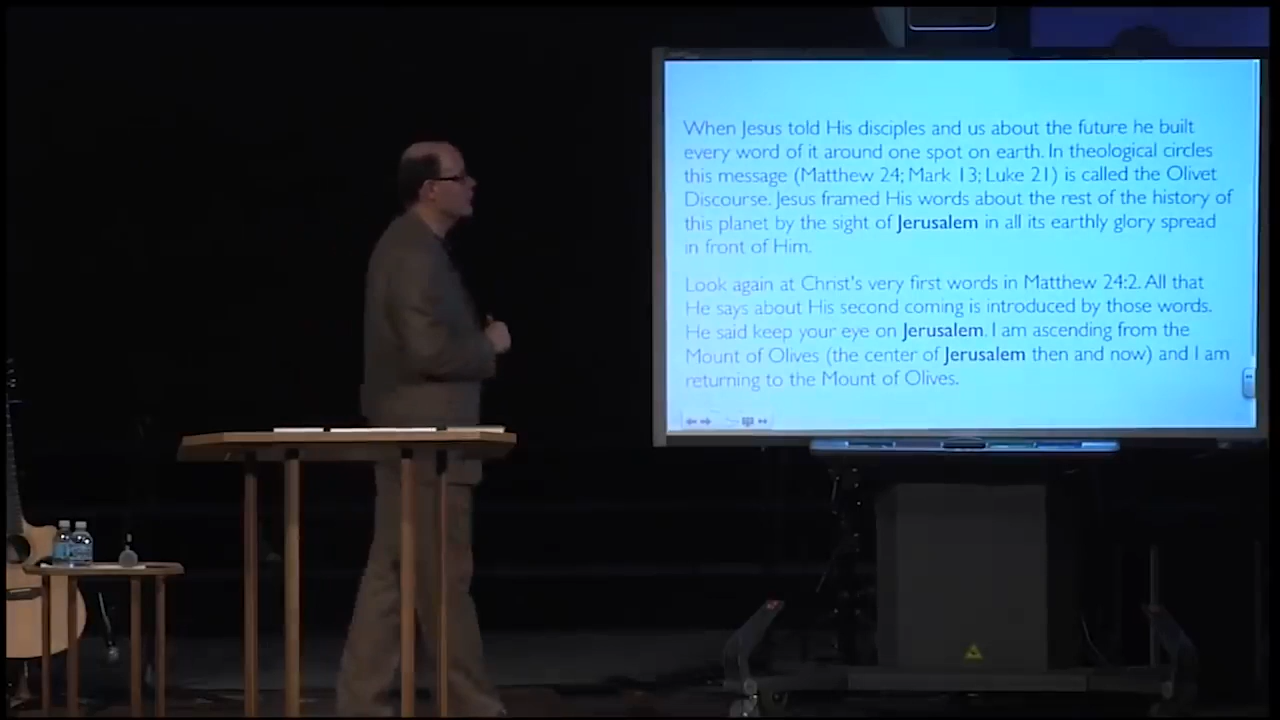 When Jesus told His disciples and us about the future he built
every word of it around one spot on earth. In theological circles
this message (Matthew 24; Mark 13; Luke 21) is called the Olivet
Discourse. Jesus framed His words about the rest of the history of
this planet by the sight of Jerusalem in all its earthly glory spread
in front of Him.
Look again at Christ's very first words in Matthew 24:2. All that
He says about His second coming is introduced by those words.
He said keep your eye on Jerusalem. I am ascending from the
Mount of Olives (the center of Jerusalem then and now) and I am
returning to the Mount of Olives.